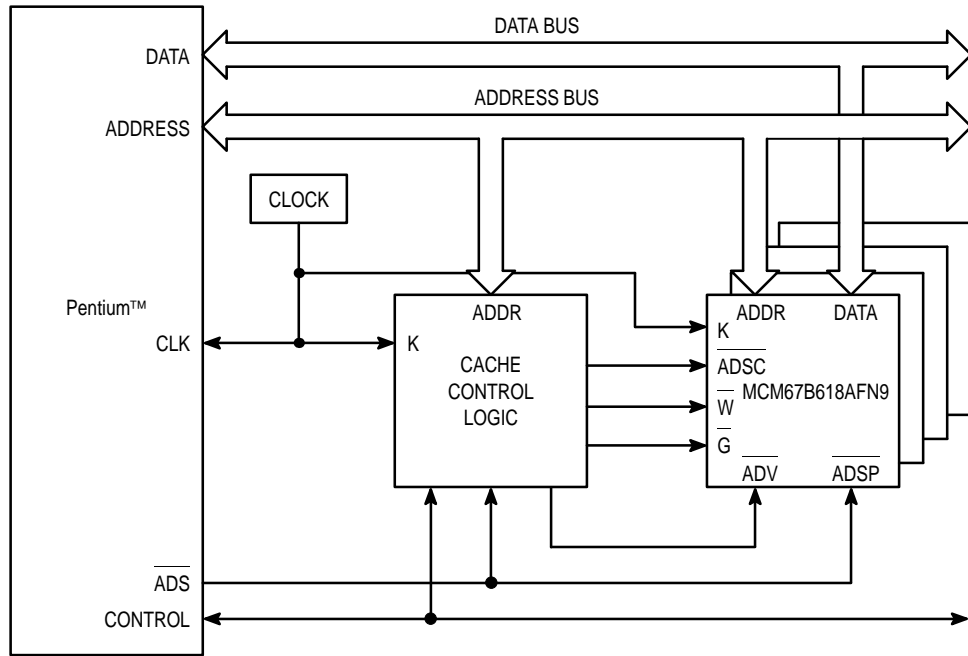 DATA BUS
DATA
ADDRESS BUS
ADDRESS
CLOCK
Pentium™
ADDR
ADDR
DATA
K
CLK
K
CACHE
CONTROL
LOGIC
ADSC
MCM67B618AFN9
W
G
ADV
ADSP
ADS
CONTROL